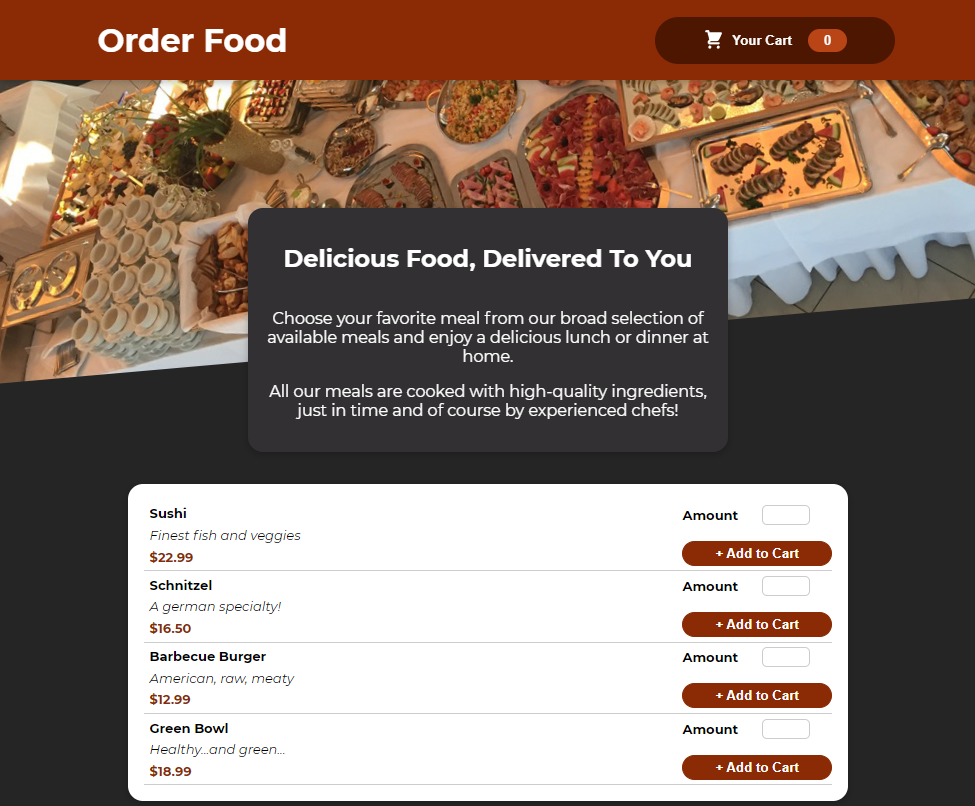 Order Food
Your Cart 0
Delicious Food, Delivered To You
Choose your favorite meal from our broad selection of
available meals and enjoy a delicious lunch or dinner at
home.
All our meals are cooked with high-quality ingredients,
just in time and of course by experienced chefs!
Sushi
Finest fish and veggies
$22.99
Amount
+ Add to Cart
Schnitzel
A german specialty!
$16.50
Amount
+ Add to Cart
Barbecue Burger
American, raw, meaty
$12.99
Amount
+ Add to Cart
Green Bowl
Healthy...and green...
$18.99
Amount
+ Add to Cart